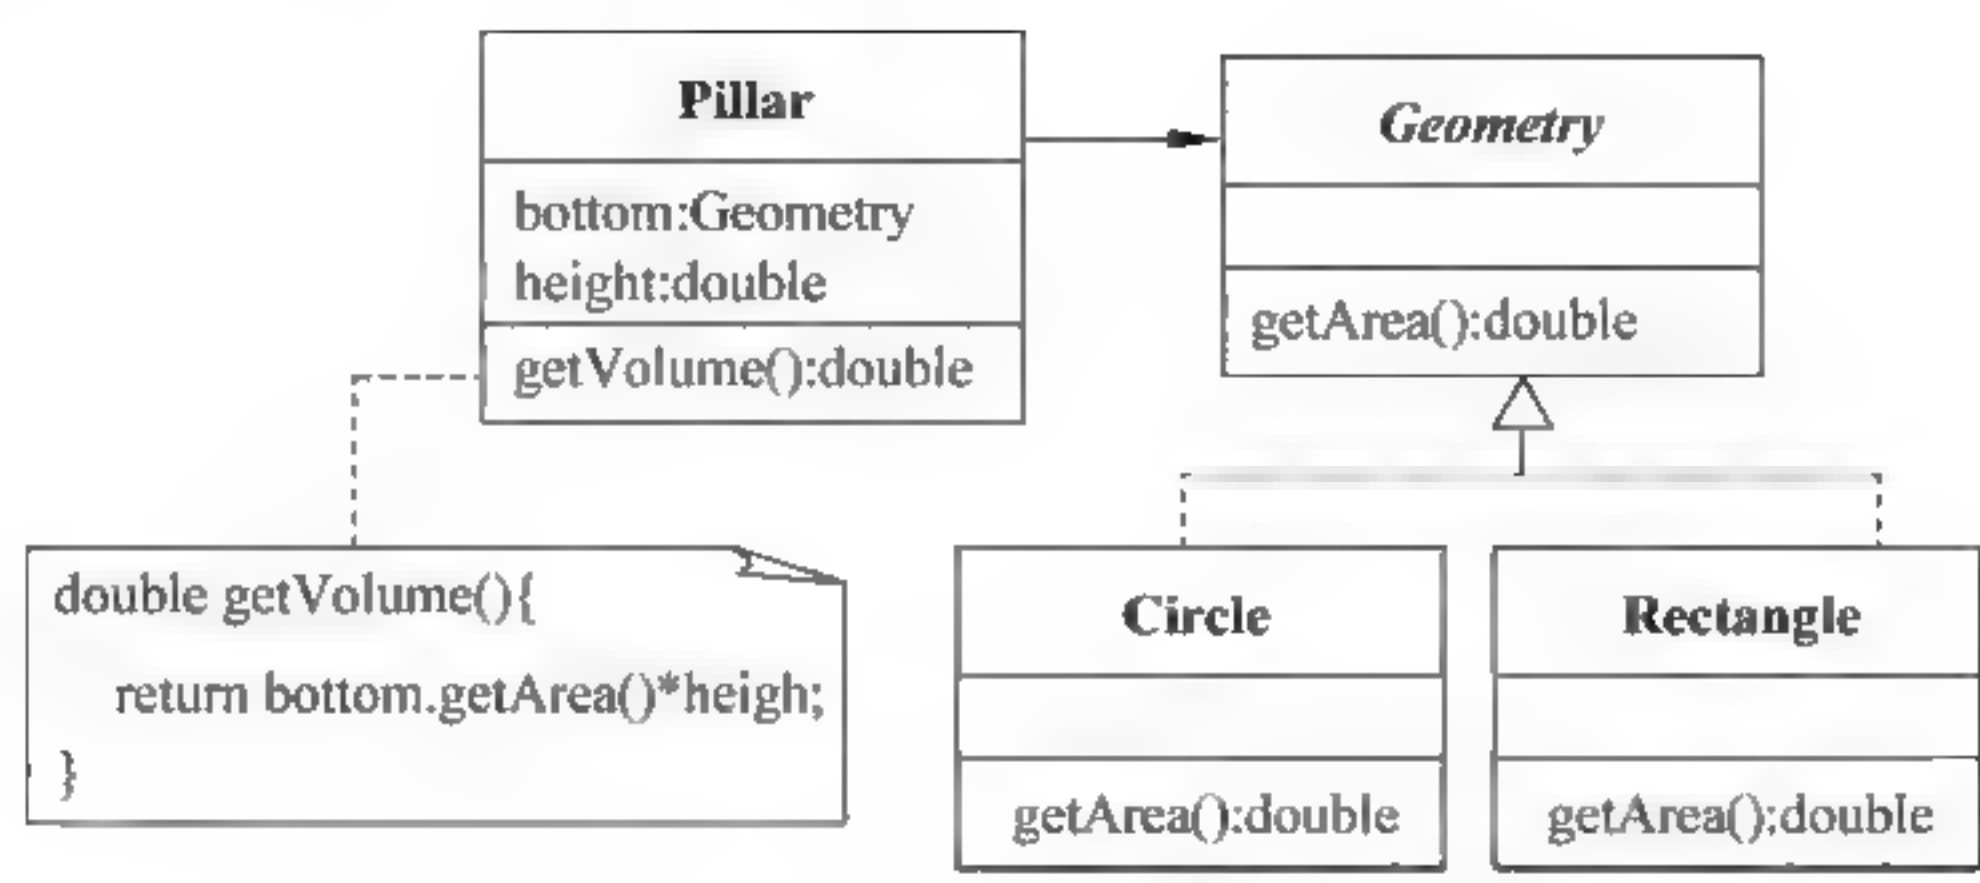 Pillar
bottom:Geometry
height:double
getVolume():double
Geometry
getArea():double
double getVolume(){
return bottom.getArea()*heigh;
}
Circle
getArea():double
Rectangle
getArea():double